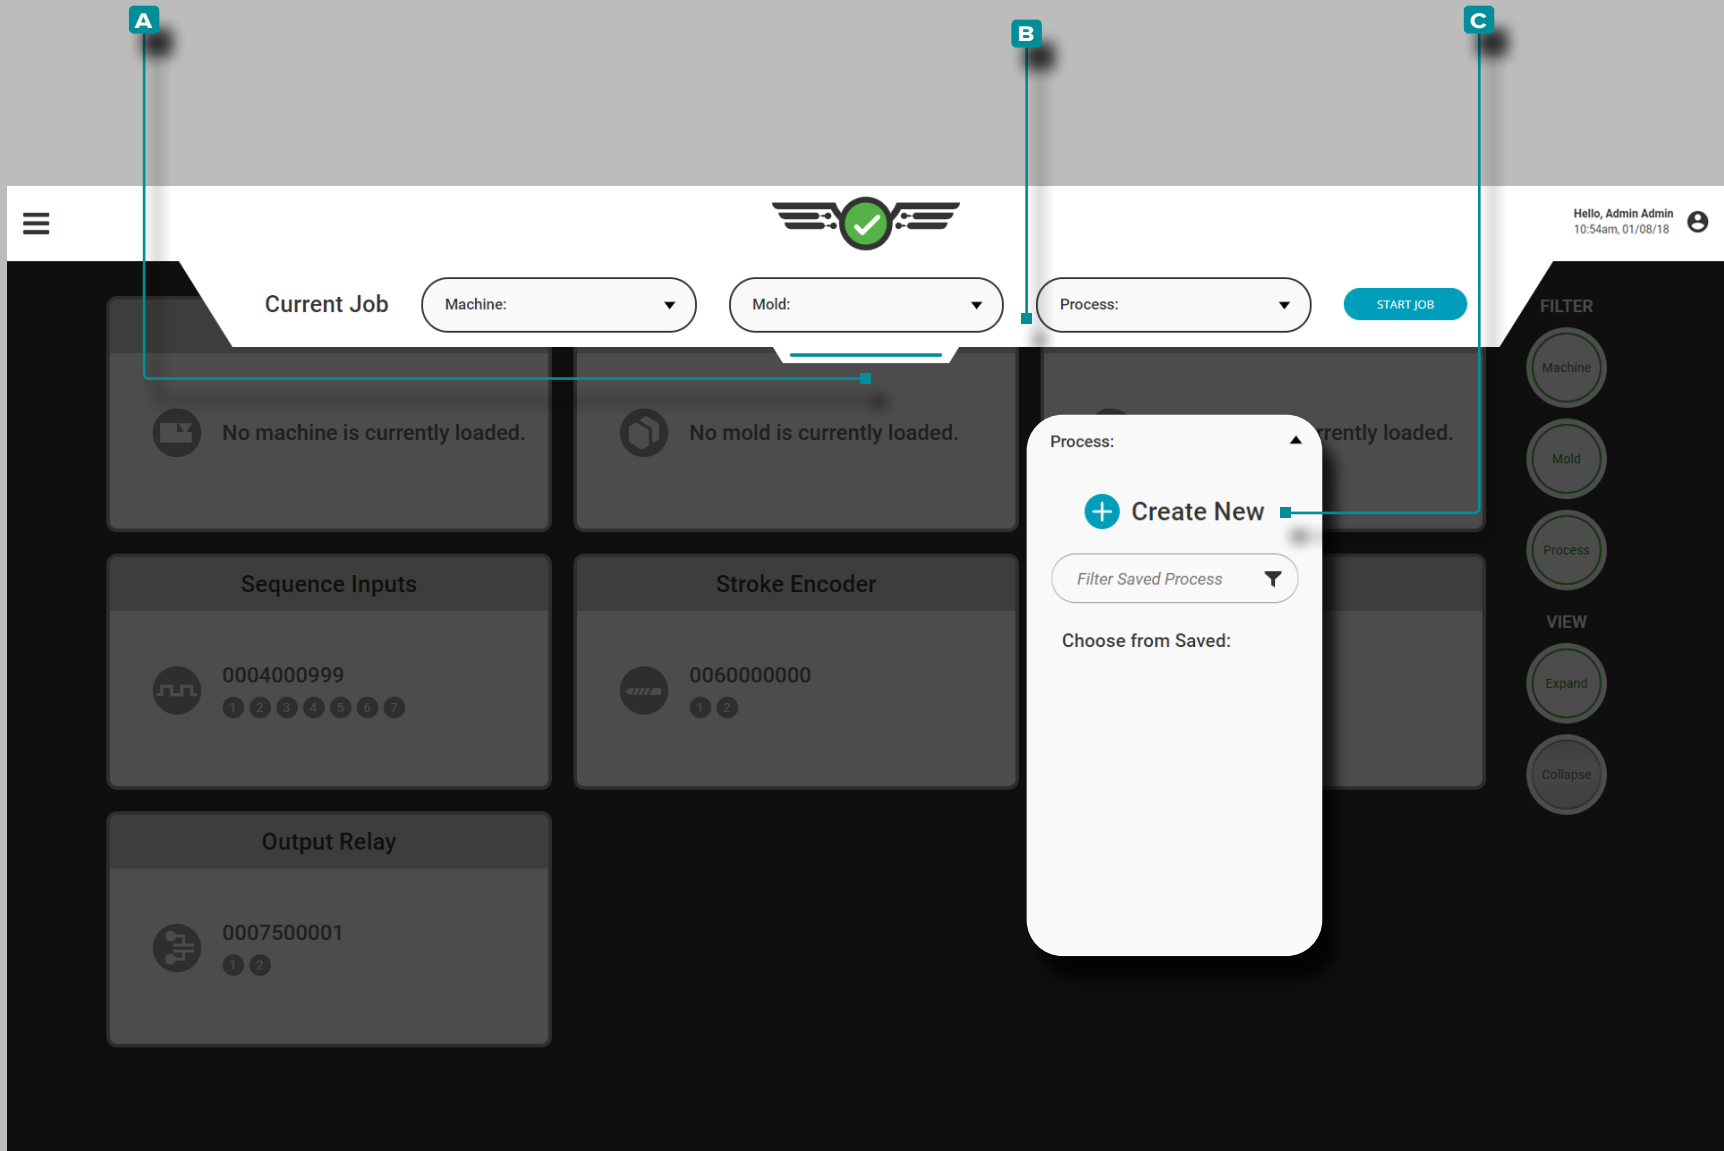 A
B
C
Hello, Admin Admin
10:54am, 01/08/18
Current Job
Machine:
Mold:
Process:
START JOB
FILTER
Machine
Mold
Process
VIEW
Expand
Collapse
No machine is currently loaded.
No mold is currently loaded.
rrently loaded.
Process:
Create New
Filter Saved Process
Choose from Saved:
Sequence Inputs
0004000999
1 2 3 4 5 6 7
Stroke Encoder
0060000000
1 2
Output Relay
0007500001
1 2